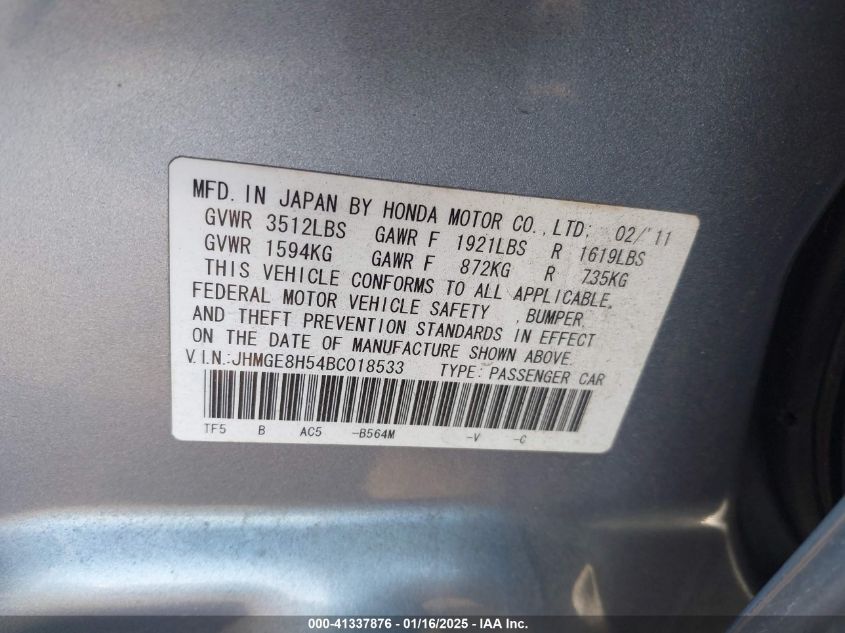 MFD. IN JAPAN BY HONDA MOTOR CO., LTD; 02/'11
GVWR 3512LBS GAWR F 1921LBS R 1619LBS
GVWR 1594KG GAWR F 872KG R 735KG
THIS VEHICLE CONFORMS TO ALL APPLICABLE,
FEDERAL MOTOR VEHICLE SAFETY , BUMPER,
AND THEFT PREVENTION STANDARDS IN EFFECT
ON THE DATE OF MANUFACTURE SHOWN ABOVE.
V.I.N.:JHMGE8H54BC018533 TYPE: PASSENGER CAR
TF5 B AC5 -B564M -V -C
000-41337876 - 01/16/2025 - IAA Inc.